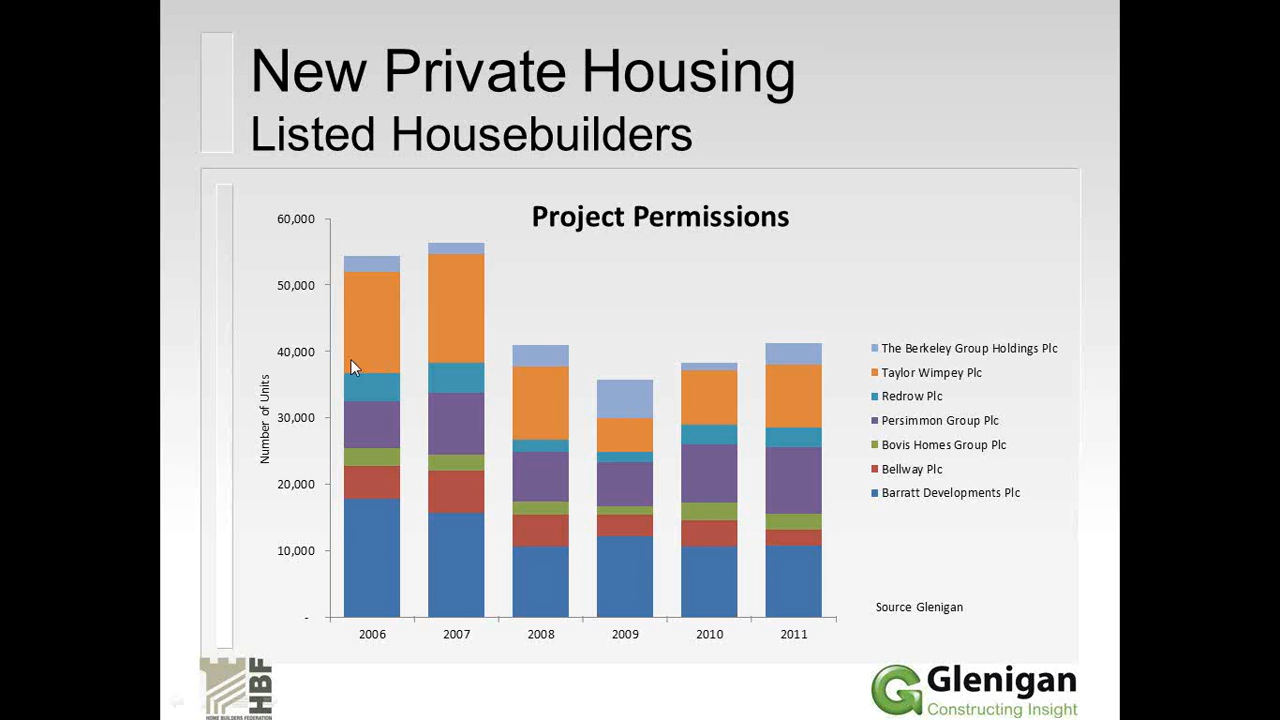 New Private Housing
Listed Housebuilders
Project Permissions
60,000
50,000
40,000
30,000
20,000
10,000
-
Number of Units
2006 2007 2008 2009 2010 2011
The Berkeley Group Holdings Plc
Taylor Wimpey Plc
Redrow Plc
Persimmon Group Plc
Bovis Homes Group Plc
Bellway Plc
Barratt Developments Plc
Source Glenigan
HBF
HOME BUILDERS FEDERATION
Glenigan
Constructing Insight